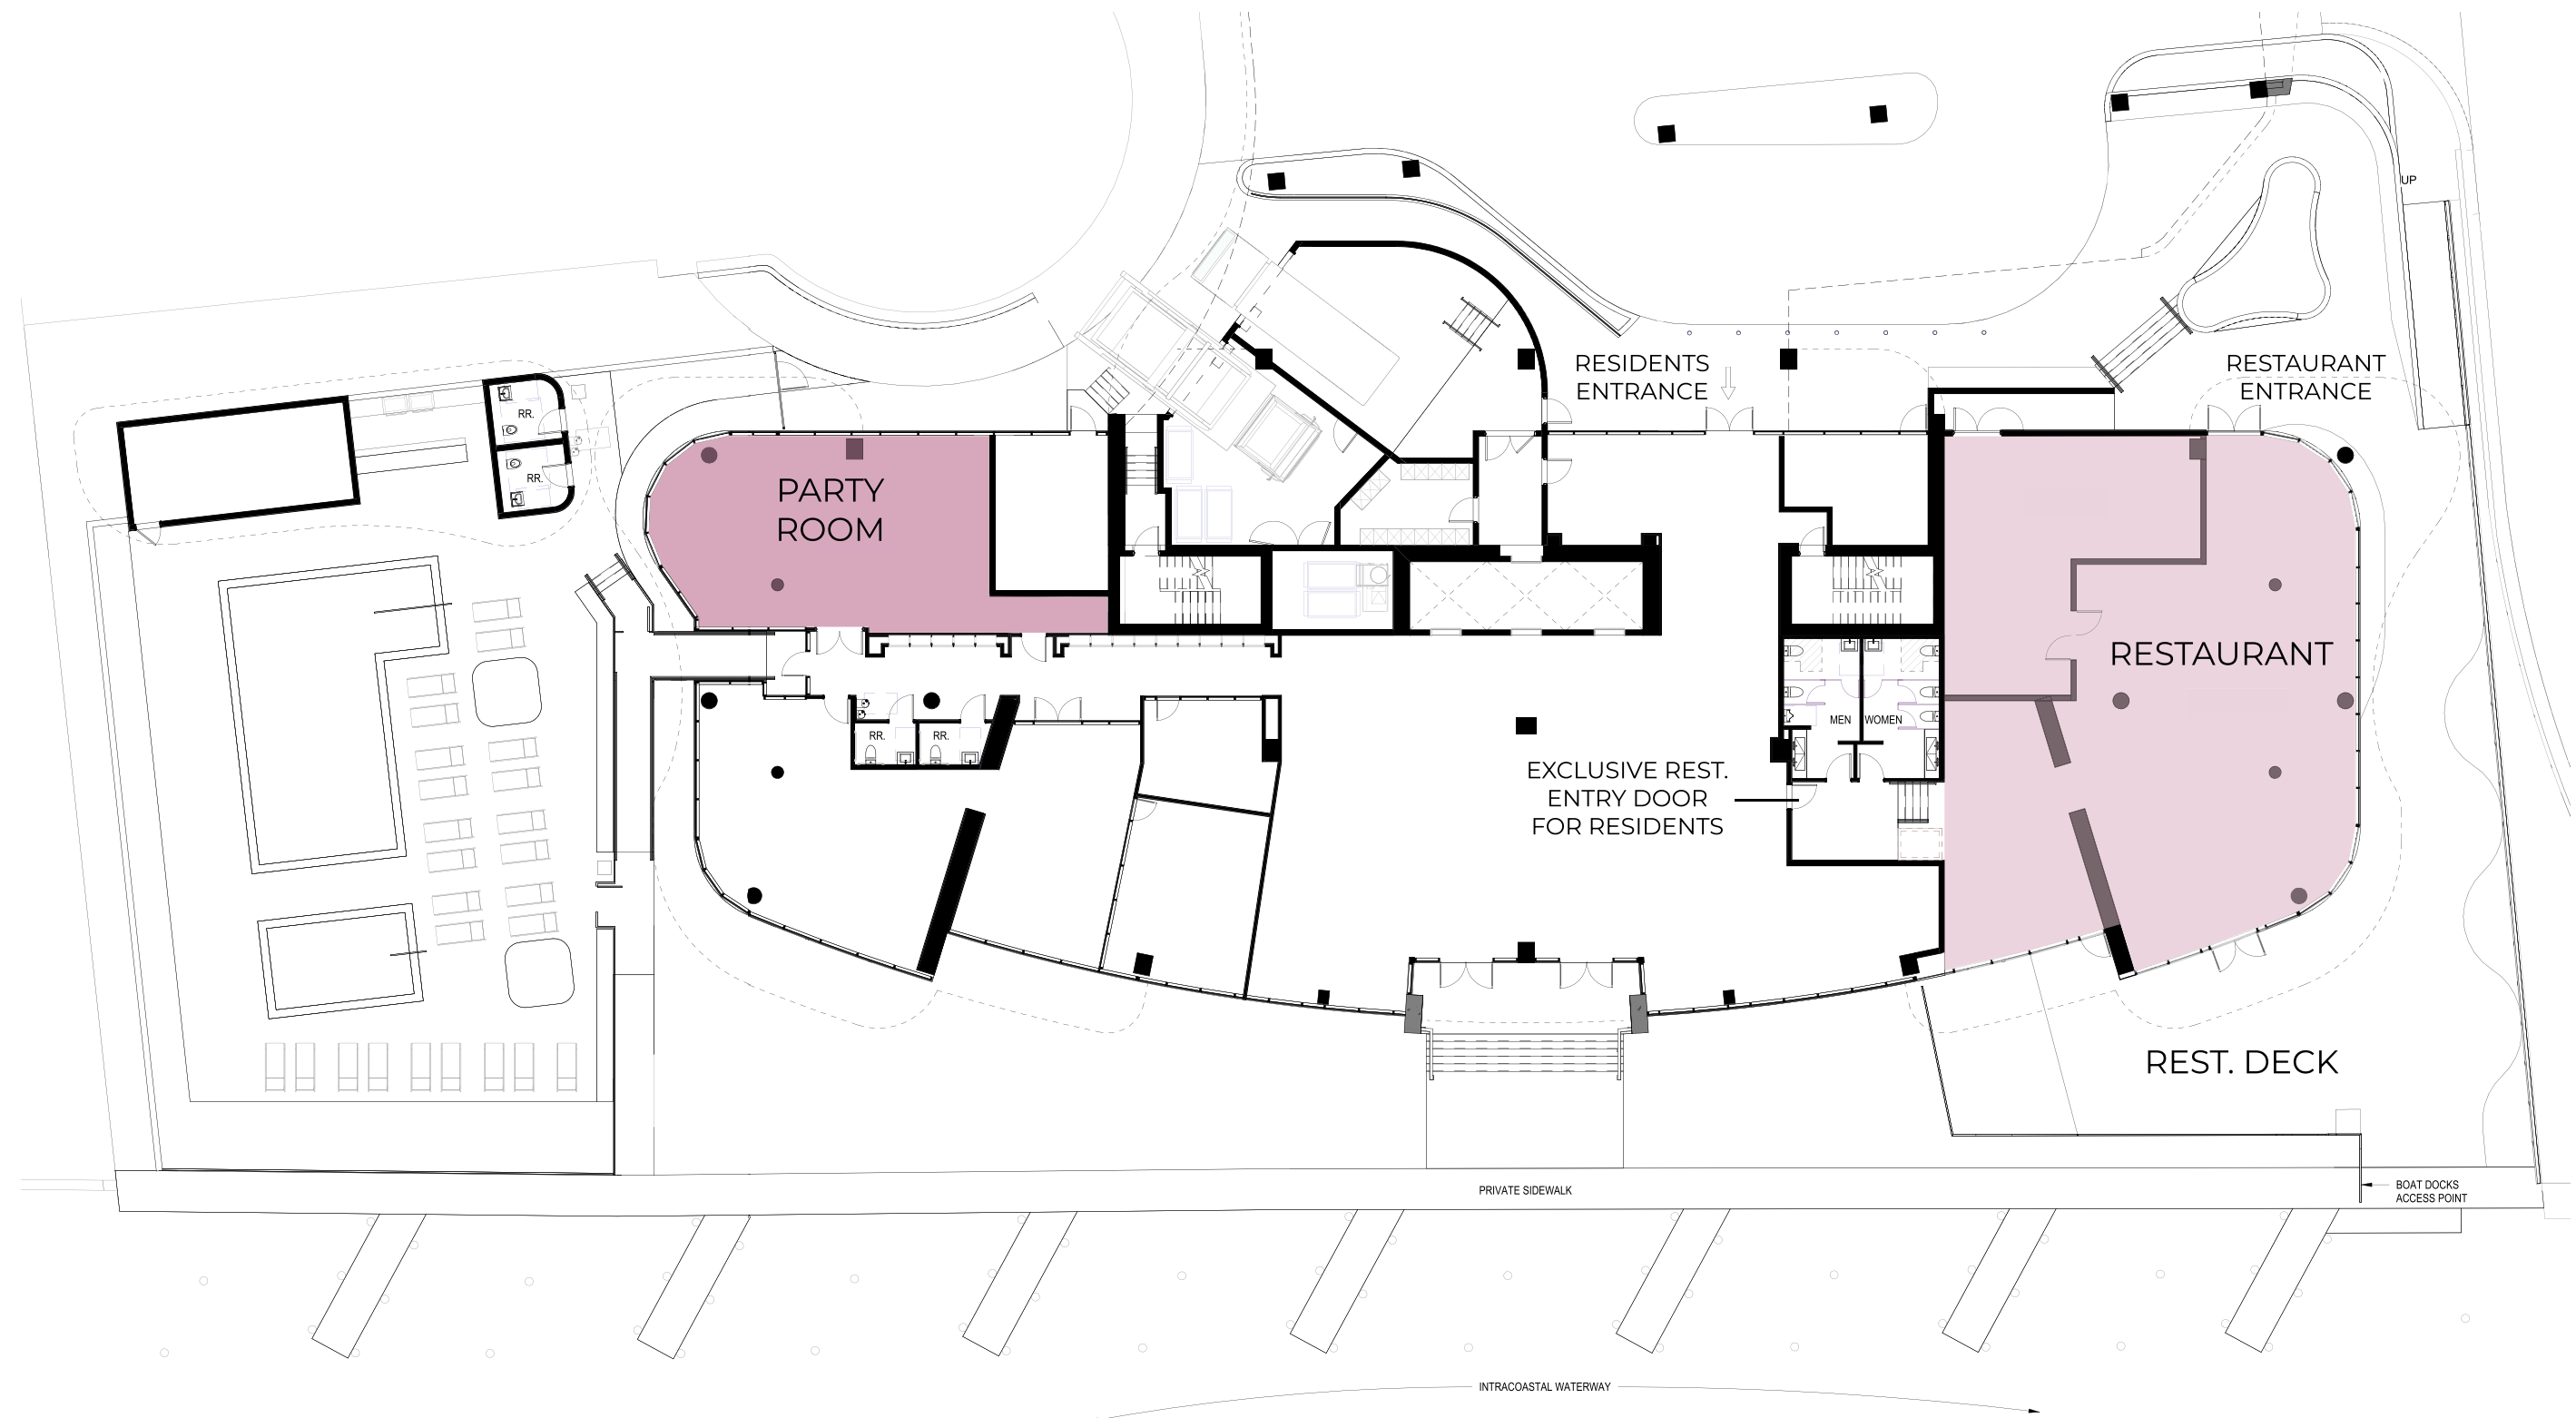 UP
RESIDENTS
ENTRANCE
RESTAURANT
ENTRANCE
RR.
RR.
PARTY
ROOM
RESTAURANT
MEN
WOMEN
RR.
RR.
EXCLUSIVE REST.
ENTRY DOOR
FOR RESIDENTS
REST. DECK
PRIVATE SIDEWALK
BOAT DOCKS
ACCESS POINT
INTRACOASTAL WATERWAY